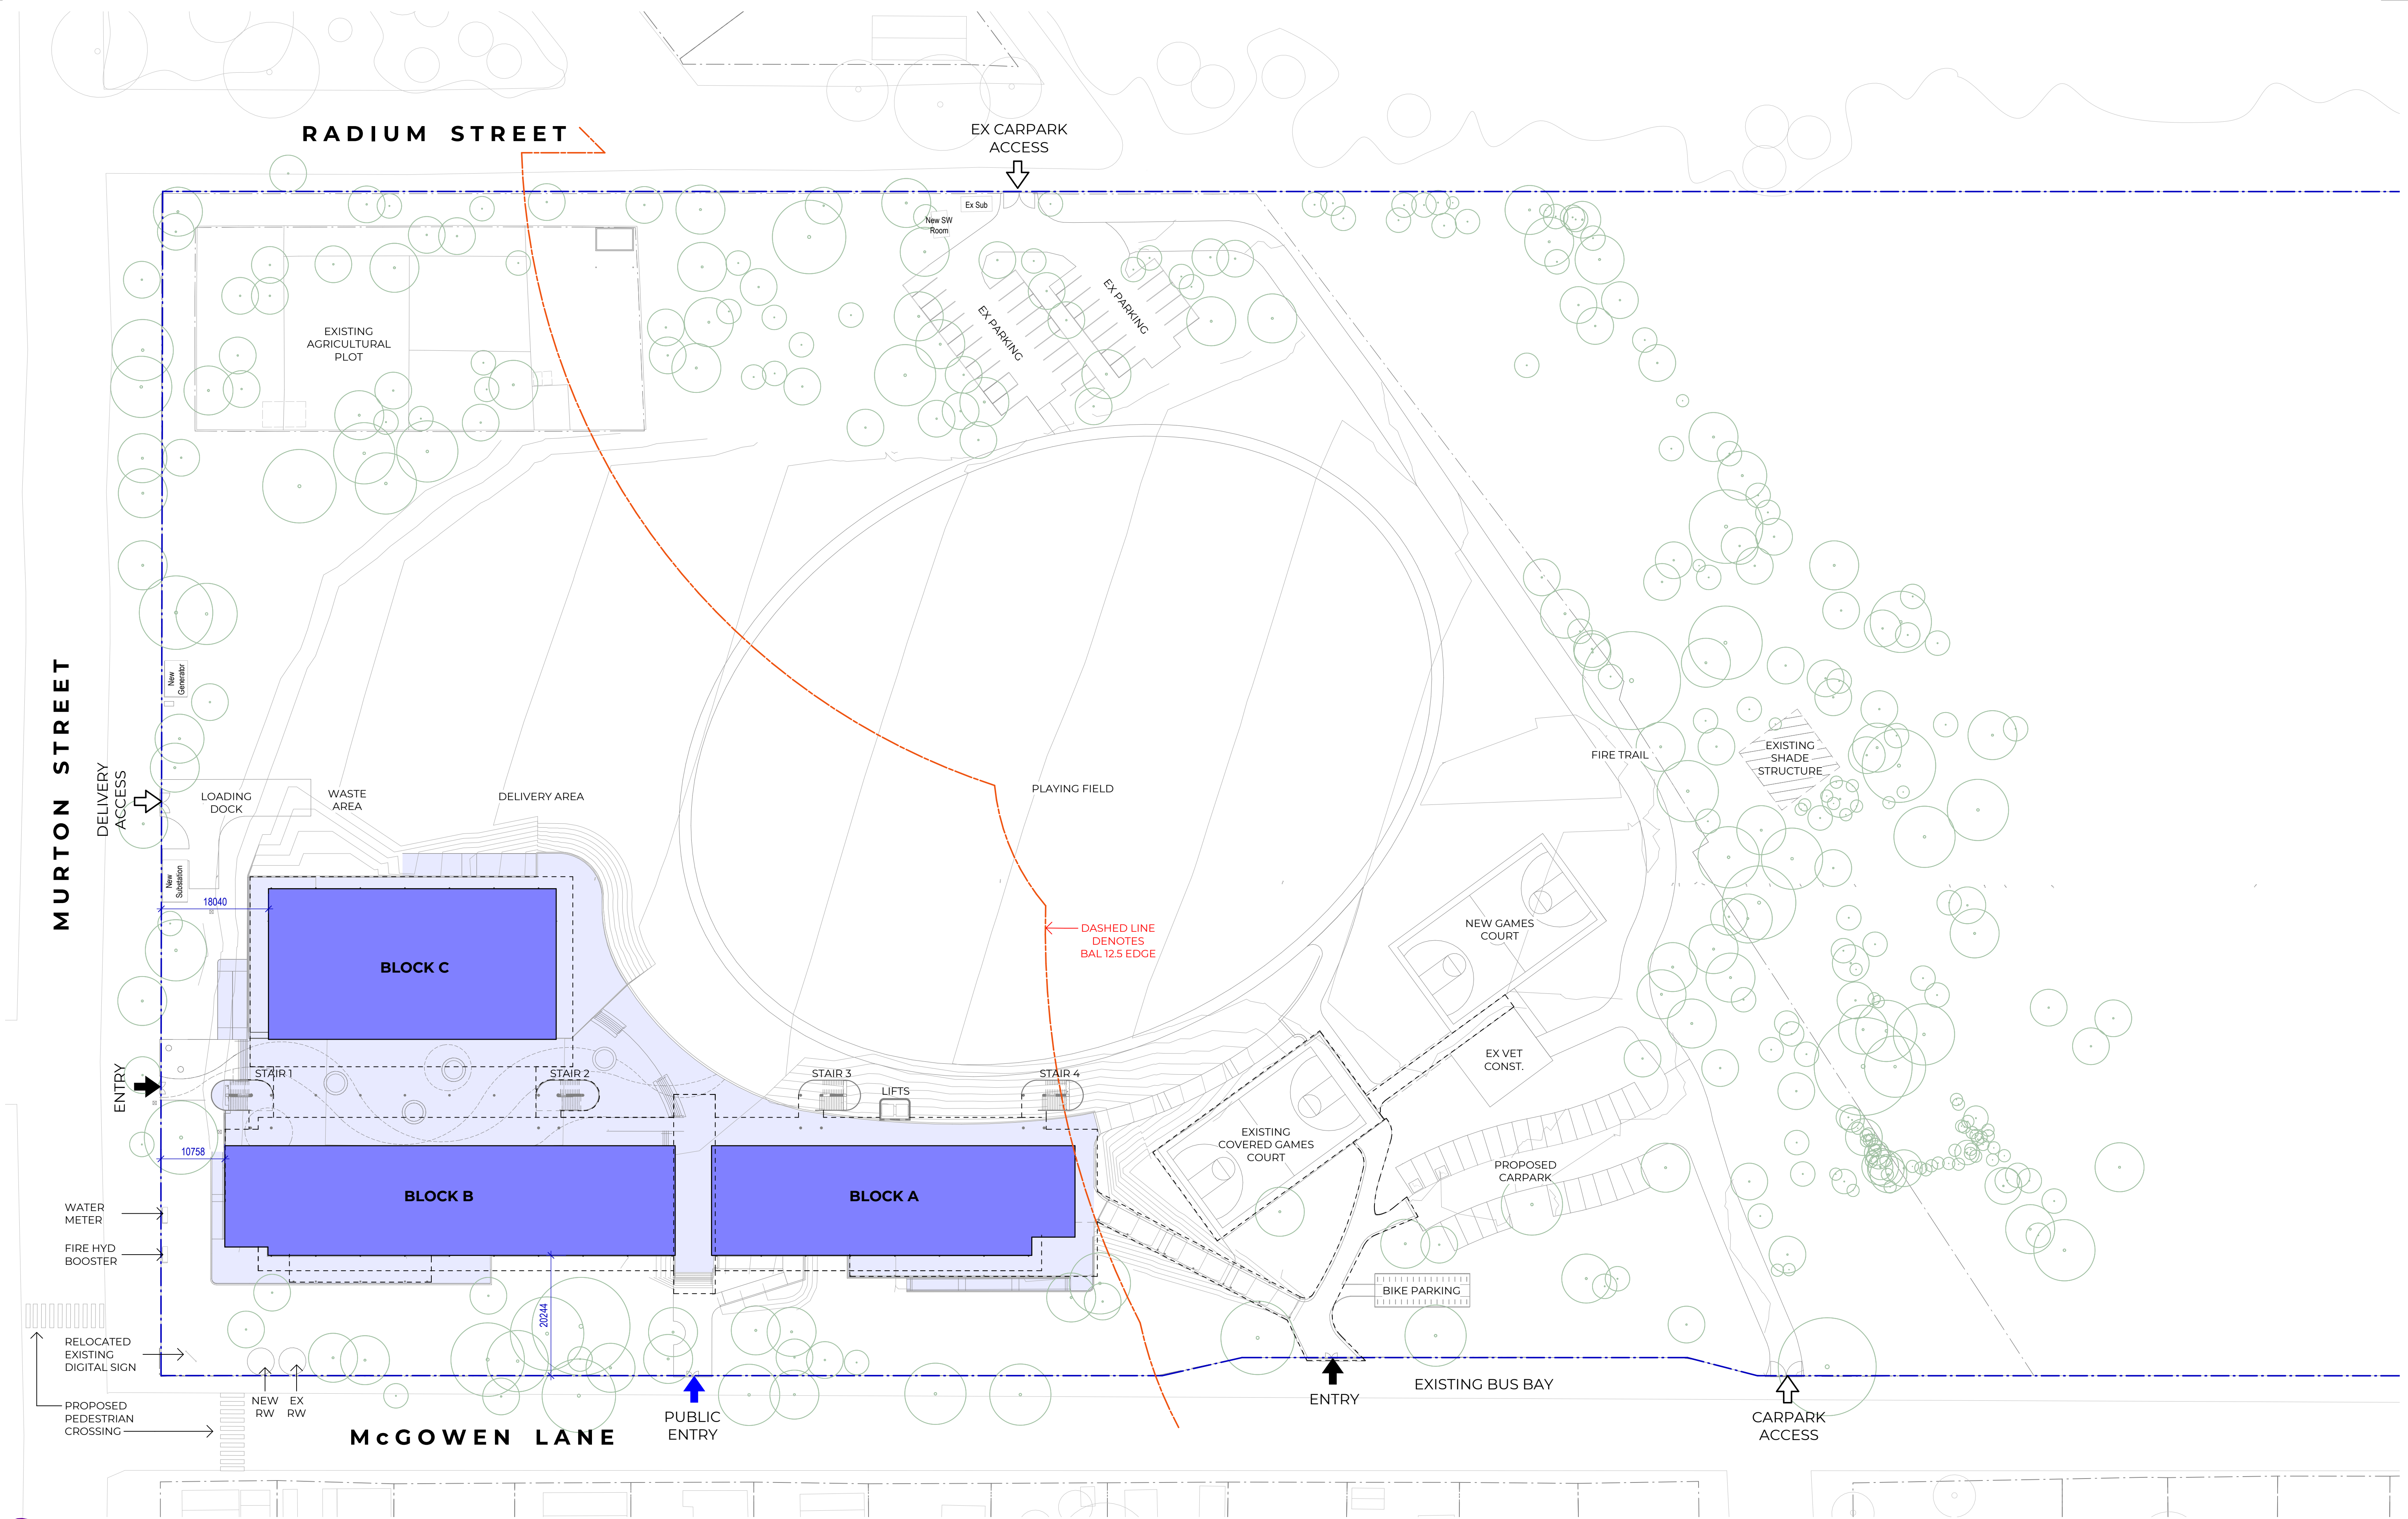 RADIUM STREET
EX CARPARK
ACCESS
Ex Sub
New SW
Room
EX PARKING
EX PARKING
EXISTING
AGRICULTURAL
PLOT
MURTON STREET
New
Generator
DELIVERY
ACCESS
LOADING
DOCK
WASTE
AREA
DELIVERY AREA
PLAYING FIELD
FIRE TRAIL
EXISTING
SHADE
STRUCTURE
New
Substation
18040
BLOCK C
DASHED LINE
DENOTES
BAL 12.5 EDGE
NEW GAMES
COURT
EX VET
CONST.
ENTRY
STAIR 1
STAIR 2
STAIR 3
LIFTS
STAIR 4
EXISTING
COVERED GAMES
COURT
10758
PROPOSED
CARPARK
BLOCK B
BLOCK A
WATER
METER
FIRE HYD
BOOSTER
BIKE PARKING
20244
RELOCATED
EXISTING
DIGITAL SIGN
NEW
RW
EX
RW
PROPOSED
PEDESTRIAN
CROSSING
McGOWEN LANE
PUBLIC
ENTRY
ENTRY
EXISTING BUS BAY
CARPARK
ACCESS